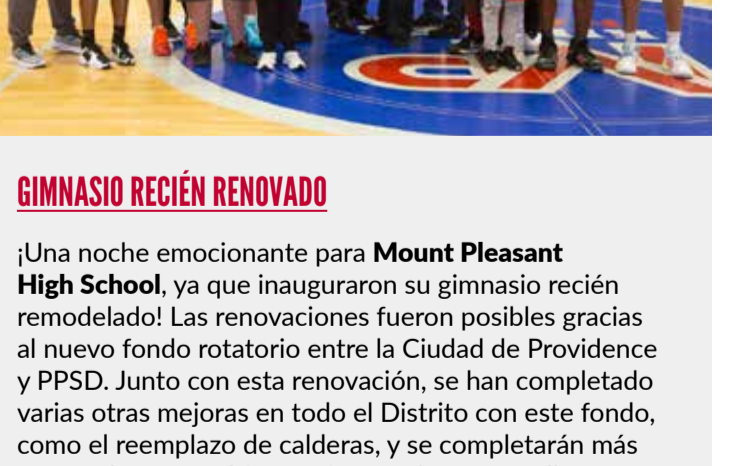 GIMNASIO RECIÉN RENOVADO
¡Una noche emocionante para Mount Pleasant
High School, ya que inauguraron su gimnasio recién
remodelado! Las renovaciones fueron posibles gracias
al nuevo fondo rotatorio entre la Ciudad de Providence
y PPSD. Junto con esta renovación, se han completado
varias otras mejoras en todo el Distrito con este fondo,
como el reemplazo de calderas, y se completarán más